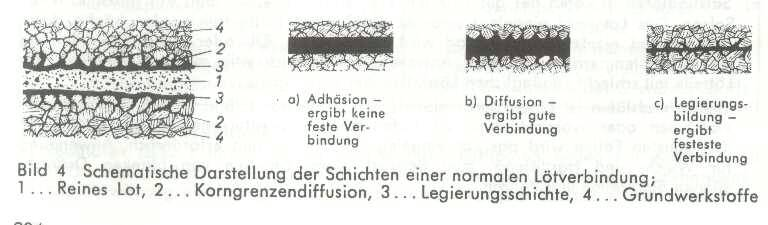 4
2
3
1
3
2
4
a) Adhäsion –
ergibt keine
feste Ver-
bindung
b) Diffusion –
ergibt gute
Verbindung
c) Legierungs-
bildung –
ergibt
festeste
Verbindung
Bild 4 Schematische Darstellung der Schichten einer normalen Lötverbindung;
1 ... Reines Lot, 2 ... Korngrenzendiffusion, 3 ... Legierungsschichte, 4 ... Grundwerkstoffe